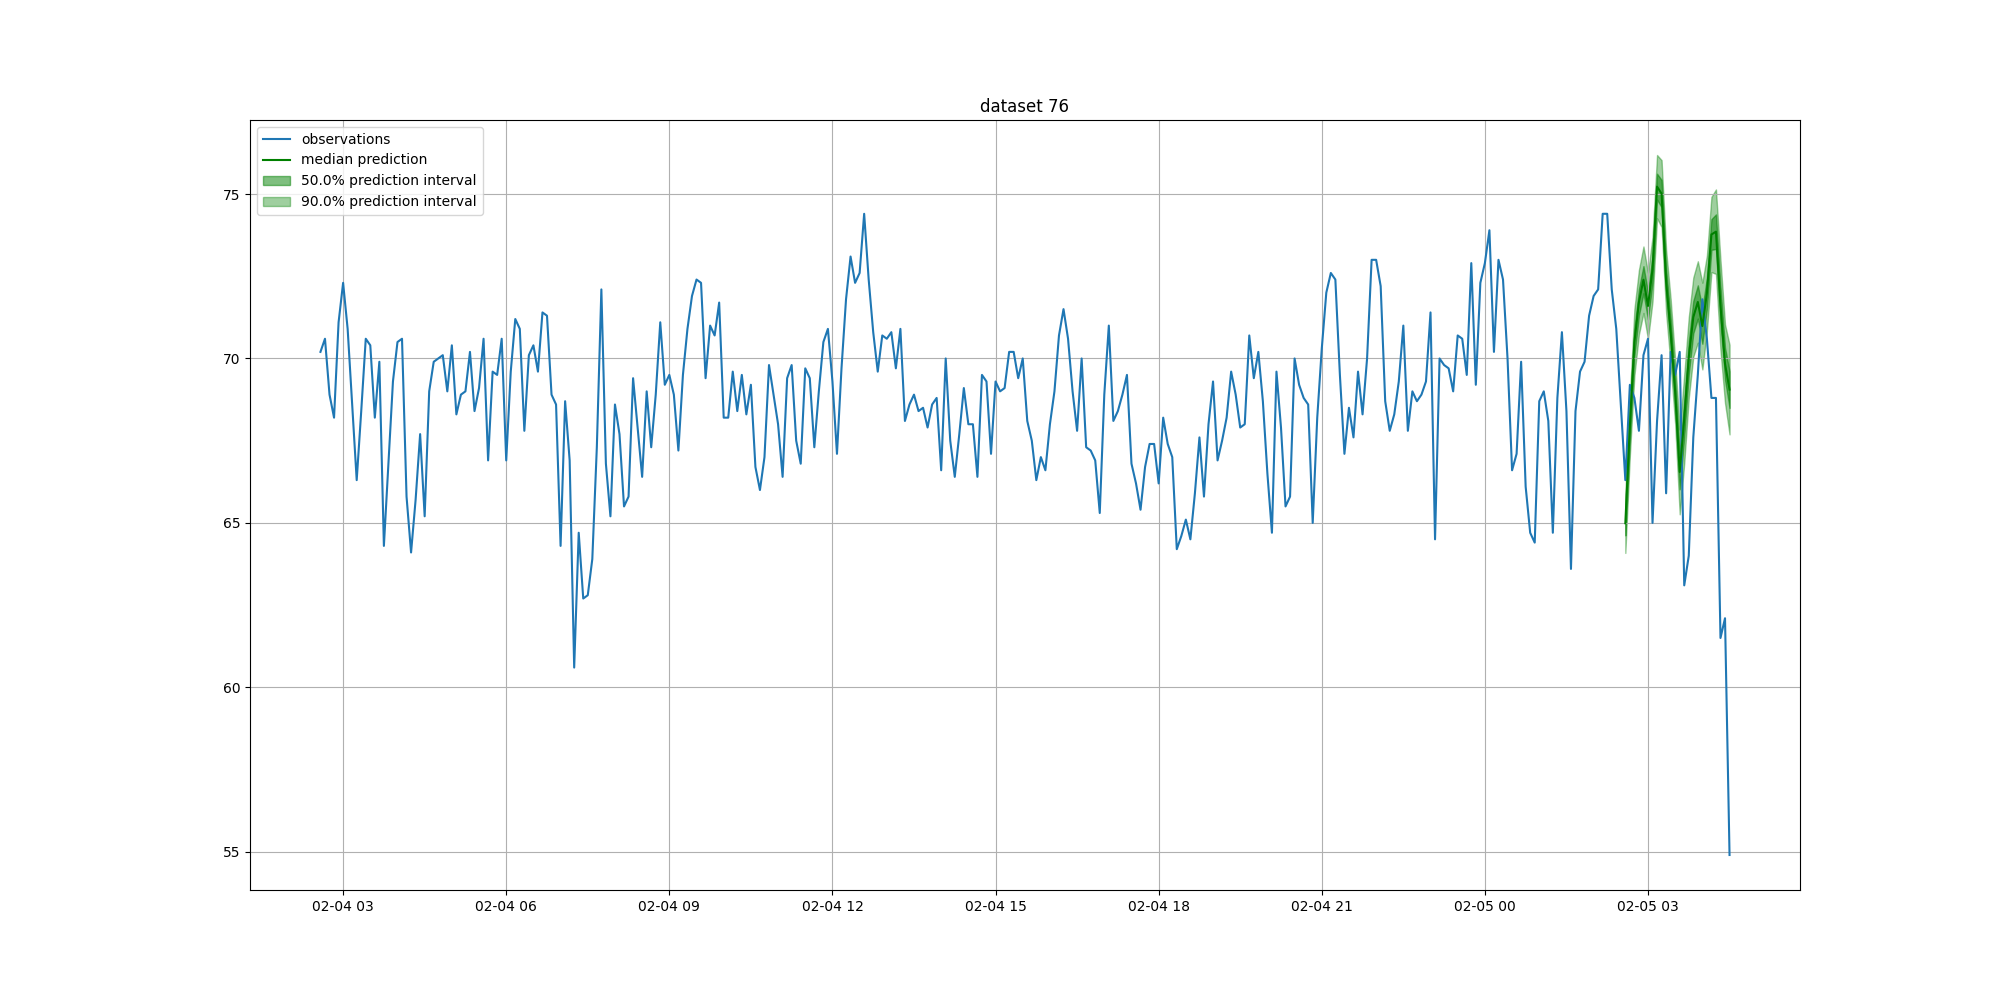 dataset 76
observations
median prediction
50.0% prediction interval
90.0% prediction interval
75
70
65
60
55
02-04 03
02-04 06
02-04 09
02-04 12
02-04 15
02-04 18
02-04 21
02-05 00
02-05 03